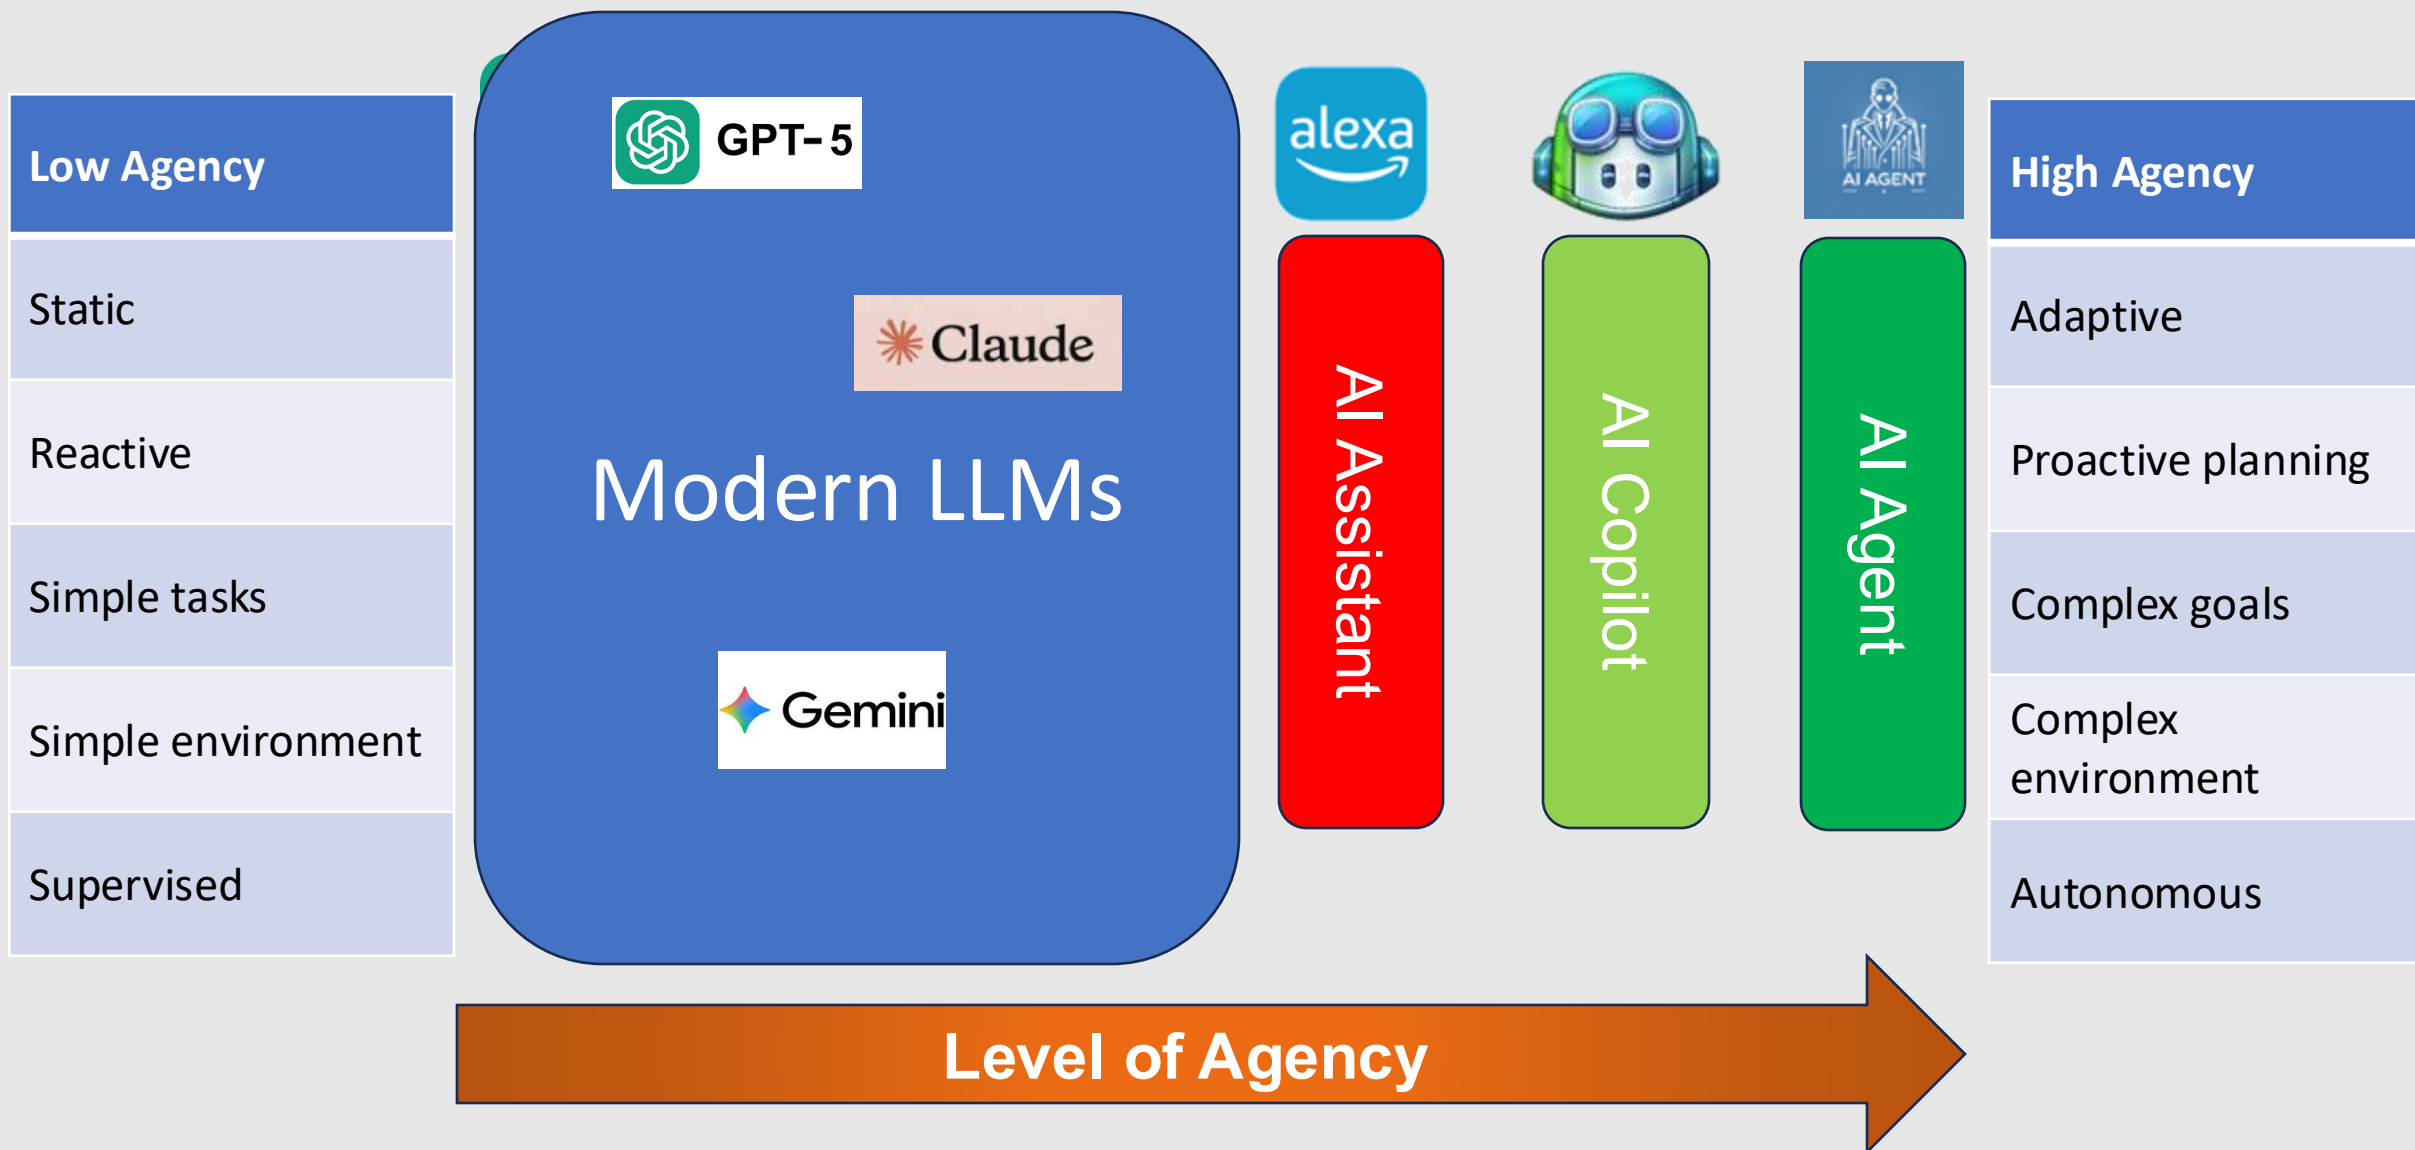 Low Agency
Static
Reactive
Simple tasks
Simple environment
Supervised
GPT-5
Claude
Modern LLMs
Gemini
alexa
AI Assistant
AI Copilot
AI AGENT
AI Agent
High Agency
Adaptive
Proactive planning
Complex goals
Complex
environment
Autonomous
Level of Agency